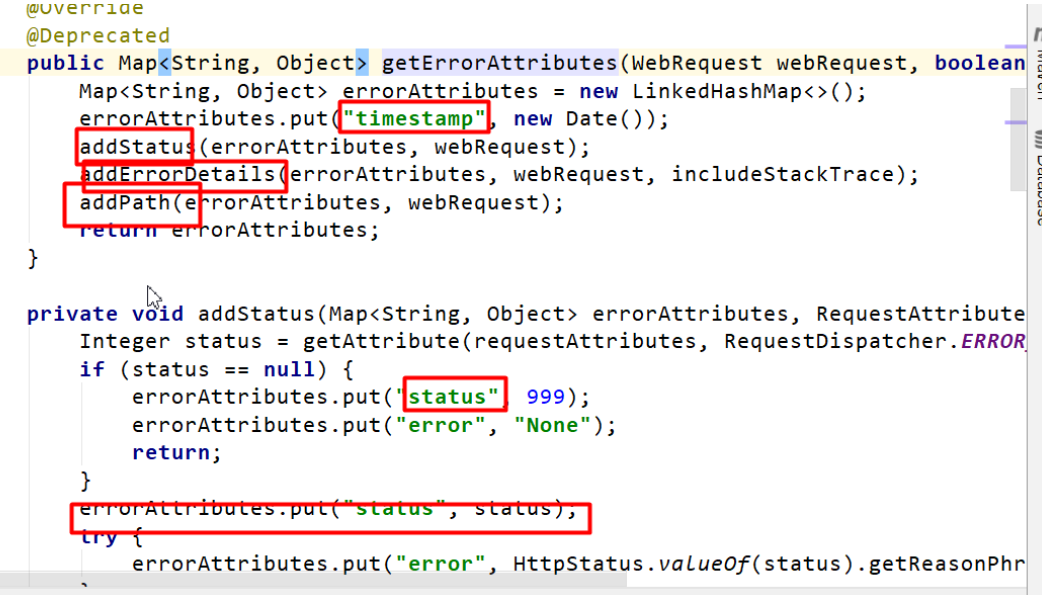 @Override
@Deprecated
public Map<String, Object> getErrorAttributes(WebRequest webRequest, boolean
Map<String, Object> errorAttributes = new LinkedHashMap<>();
errorAttributes.put("timestamp", new Date());
addStatus(errorAttributes, webRequest);
addErrorDetails(errorAttributes, webRequest, includeStackTrace);
addPath(errorAttributes, webRequest);
return errorAttributes;
}
private void addStatus(Map<String, Object> errorAttributes, RequestAttribute
Integer status = getAttribute(requestAttributes, RequestDispatcher.ERROR_
if (status == null) {
errorAttributes.put("status", 999);
errorAttributes.put("error", "None");
return;
}
errorAttributes.put("status", status);
try {
errorAttributes.put("error", HttpStatus.valueOf(status).getReasonPhr
Database